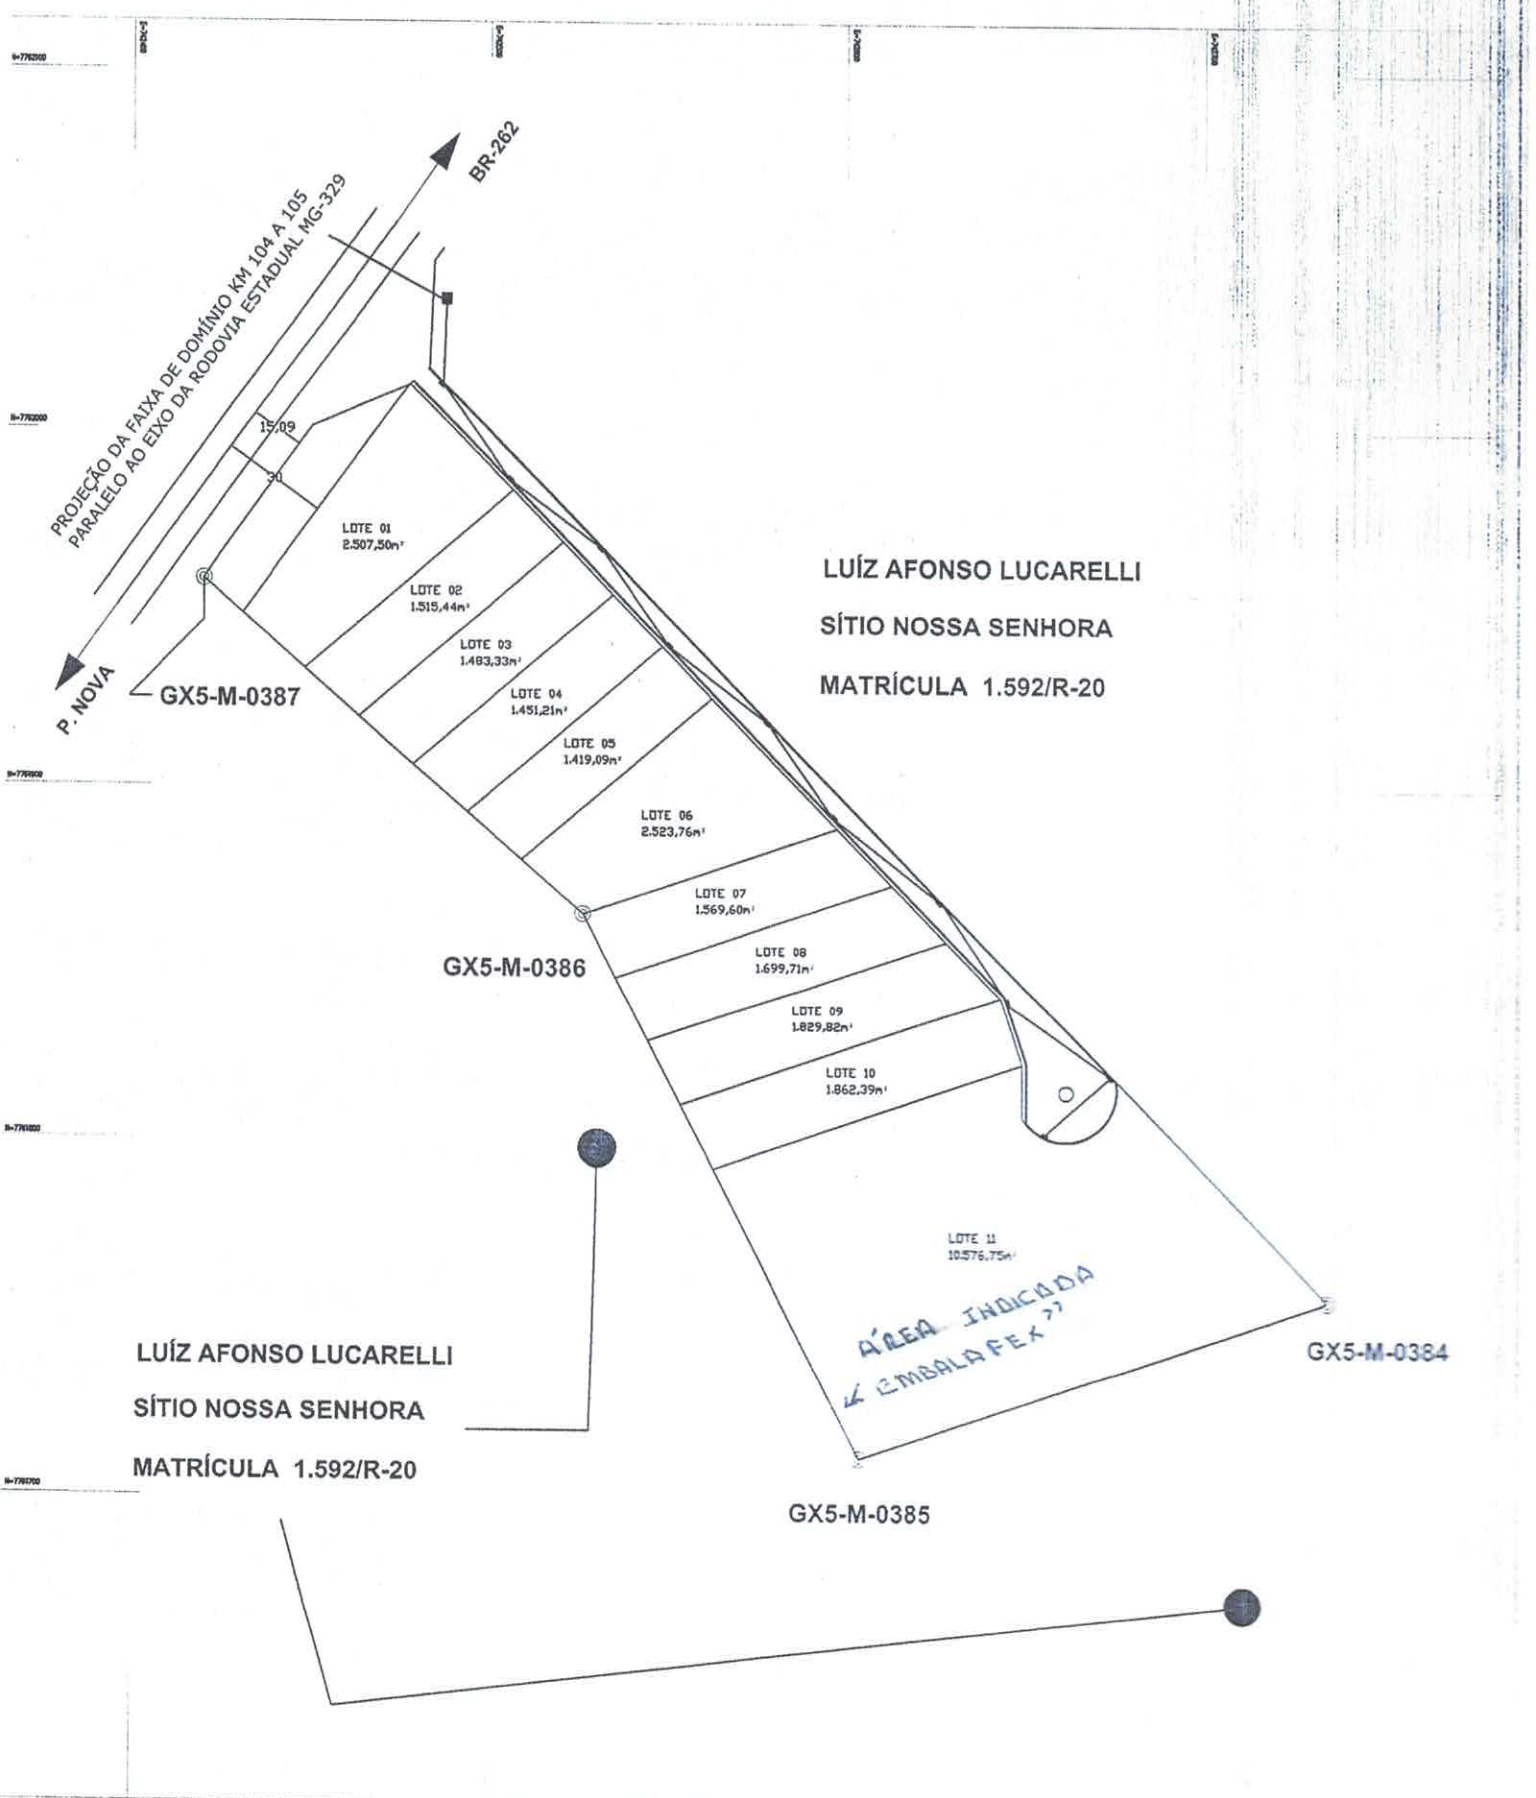 N=7762100
BR-262
PROJEÇÃO DA FAIXA DE DOMÍNIO KM 104 A 105
PARALELO AO EIXO DA RODOVIA ESTADUAL MG-329
N=7762000
15,09
30
LOTE 01
2.507,50m²
LOTE 02
1.515,44m²
LOTE 03
1.483,33m²
LOTE 04
1.451,21m²
LOTE 05
1.419,09m²
LUÍZ AFONSO LUCARELLI
SÍTIO NOSSA SENHORA
MATRÍCULA 1.592/R-20
P. NOVA
GX5-M-0387
N=7761900
LOTE 06
2.523,76m²
LOTE 07
1.569,60m²
GX5-M-0386
LOTE 08
1.699,71m²
LOTE 09
1.829,82m²
LOTE 10
1.862,39m²
N=7761800
LOTE 11
10.576,75m²
ÁREA INDICADA
EMBALAFEX"
GX5-M-0384
LUÍZ AFONSO LUCARELLI
SÍTIO NOSSA SENHORA
MATRÍCULA 1.592/R-20
N=7761700
GX5-M-0385